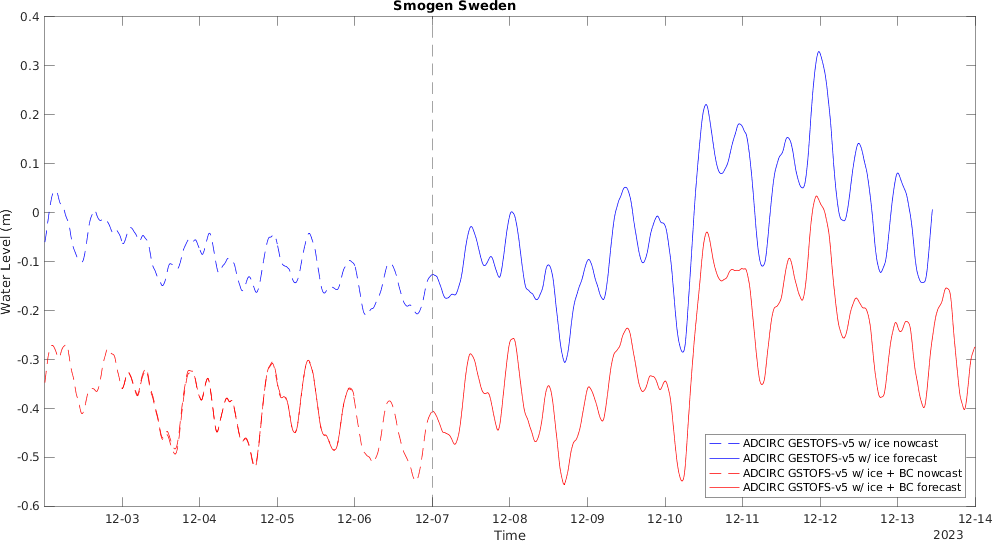 Smogen Sweden
Water Level (m)
0.4
0.3
0.2
0.1
0
-0.1
-0.2
-0.3
-0.4
-0.5
-0.6
ADCIRC GESTOFS-v5 w/ ice nowcast
ADCIRC GESTOFS-v5 w/ ice forecast
ADCIRC GSTOFS-v5 w/ ice + BC nowcast
ADCIRC GSTOFS-v5 w/ ice + BC forecast
12-03 12-04 12-05 12-06 12-07 12-08 12-09 12-10 12-11 12-12 12-13 12-14
Time
2023